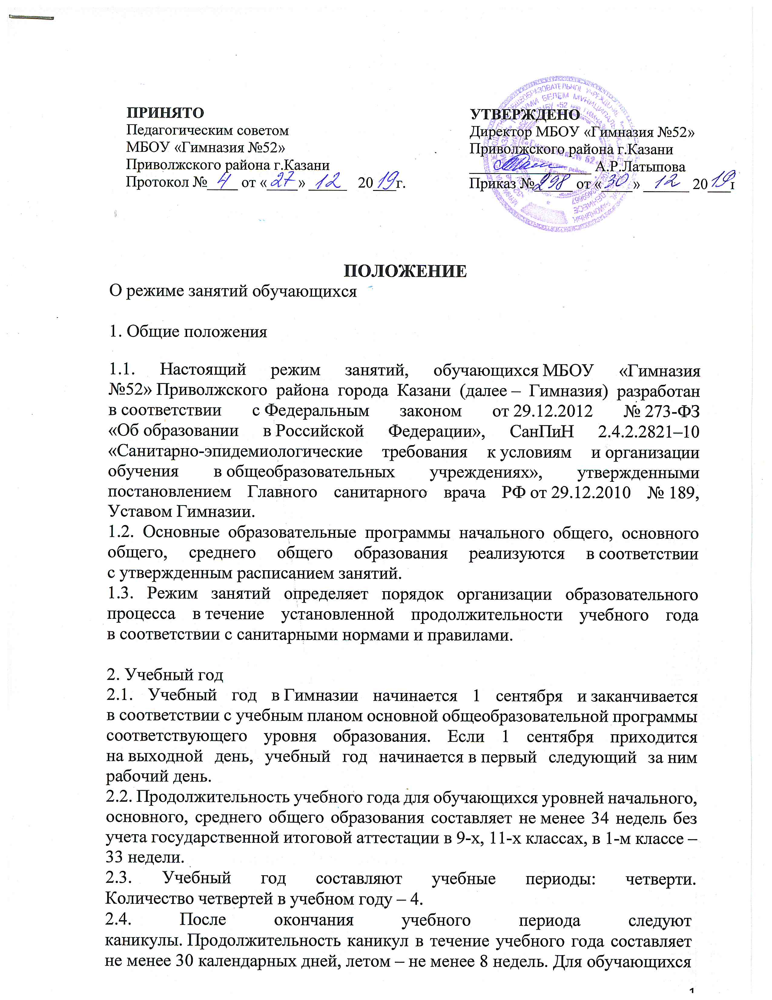 ПРИНЯТО
Педагогическим советом
МБОУ «Гимназия №52»
Приволжского района г.Казани
Протокол № 4 от «27» 12 2019г.
УТВЕРЖДЕНО
Директор МБОУ «Гимназия №52»
Приволжского района г.Казани
А.Р.Латыпова
Приказ № 298 от «30» 12 2019г
ПОЛОЖЕНИЕ
О режиме занятий обучающихся
1. Общие положения
1.1. Настоящий режим занятий, обучающихся МБОУ «Гимназия
№52» Приволжского района города Казани (далее – Гимназия) разработан
в соответствии с Федеральным законом от 29.12.2012 № 273-ФЗ
«Об образовании в Российской Федерации», СанПиН 2.4.2.2821–10
«Санитарно-эпидемиологические требования к условиям и организации
обучения в общеобразовательных учреждениях», утвержденными
постановлением Главного санитарного врача РФ от 29.12.2010 № 189,
Уставом Гимназии.
1.2. Основные образовательные программы начального общего, основного
общего, среднего общего образования реализуются в соответствии
с утвержденным расписанием занятий.
1.3. Режим занятий определяет порядок организации образовательного
процесса в течение установленной продолжительности учебного года
в соответствии с санитарными нормами и правилами.
2. Учебный год
2.1. Учебный год в Гимназии начинается 1 сентября и заканчивается
в соответствии с учебным планом основной общеобразовательной программы
соответствующего уровня образования. Если 1 сентября приходится
на выходной день, учебный год начинается в первый следующий за ним
рабочий день.
2.2. Продолжительность учебного года для обучающихся уровней начального,
основного, среднего общего образования составляет не менее 34 недель без
учета государственной итоговой аттестации в 9-х, 11-х классах, в 1-м классе –
33 недели.
2.3. Учебный год составляют учебные периоды: четверти.
Количество четвертей в учебном году – 4.
2.4. После окончания учебного периода следуют
каникулы. Продолжительность каникул в течение учебного года составляет
не менее 30 календарных дней, летом – не менее 8 недель. Для обучающихся
1